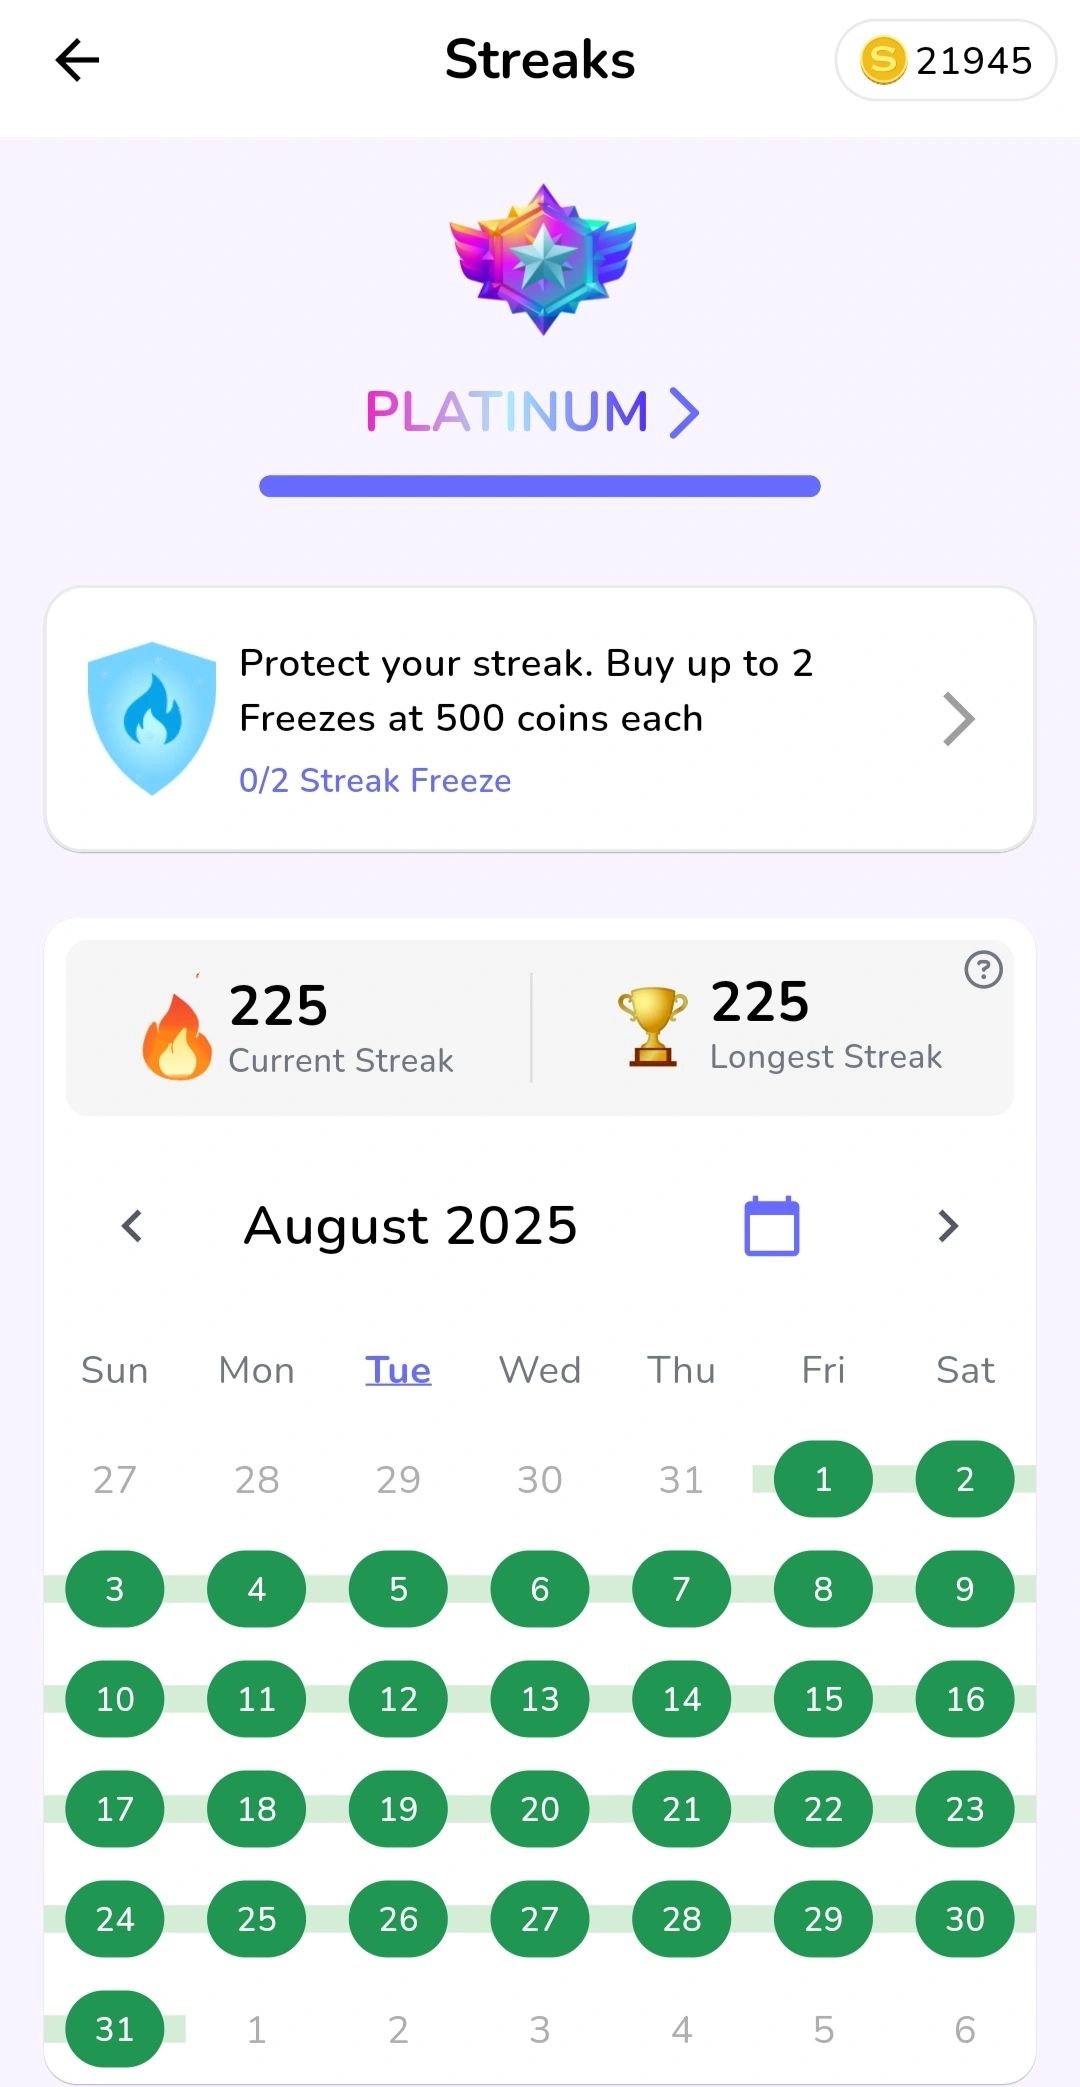 Streaks
S 21945
PLATINUM
Protect your streak. Buy up to 2
Freezes at 500 coins each
0/2 Streak Freeze
225
Current Streak
225
Longest Streak
?
August 2025
Sun Mon Tue Wed Thu Fri Sat
27 28 29 30 31 1 2
3 4 5 6 7 8 9
10 11 12 13 14 15 16
17 18 19 20 21 22 23
24 25 26 27 28 29 30
31 1 2 3 4 5 6